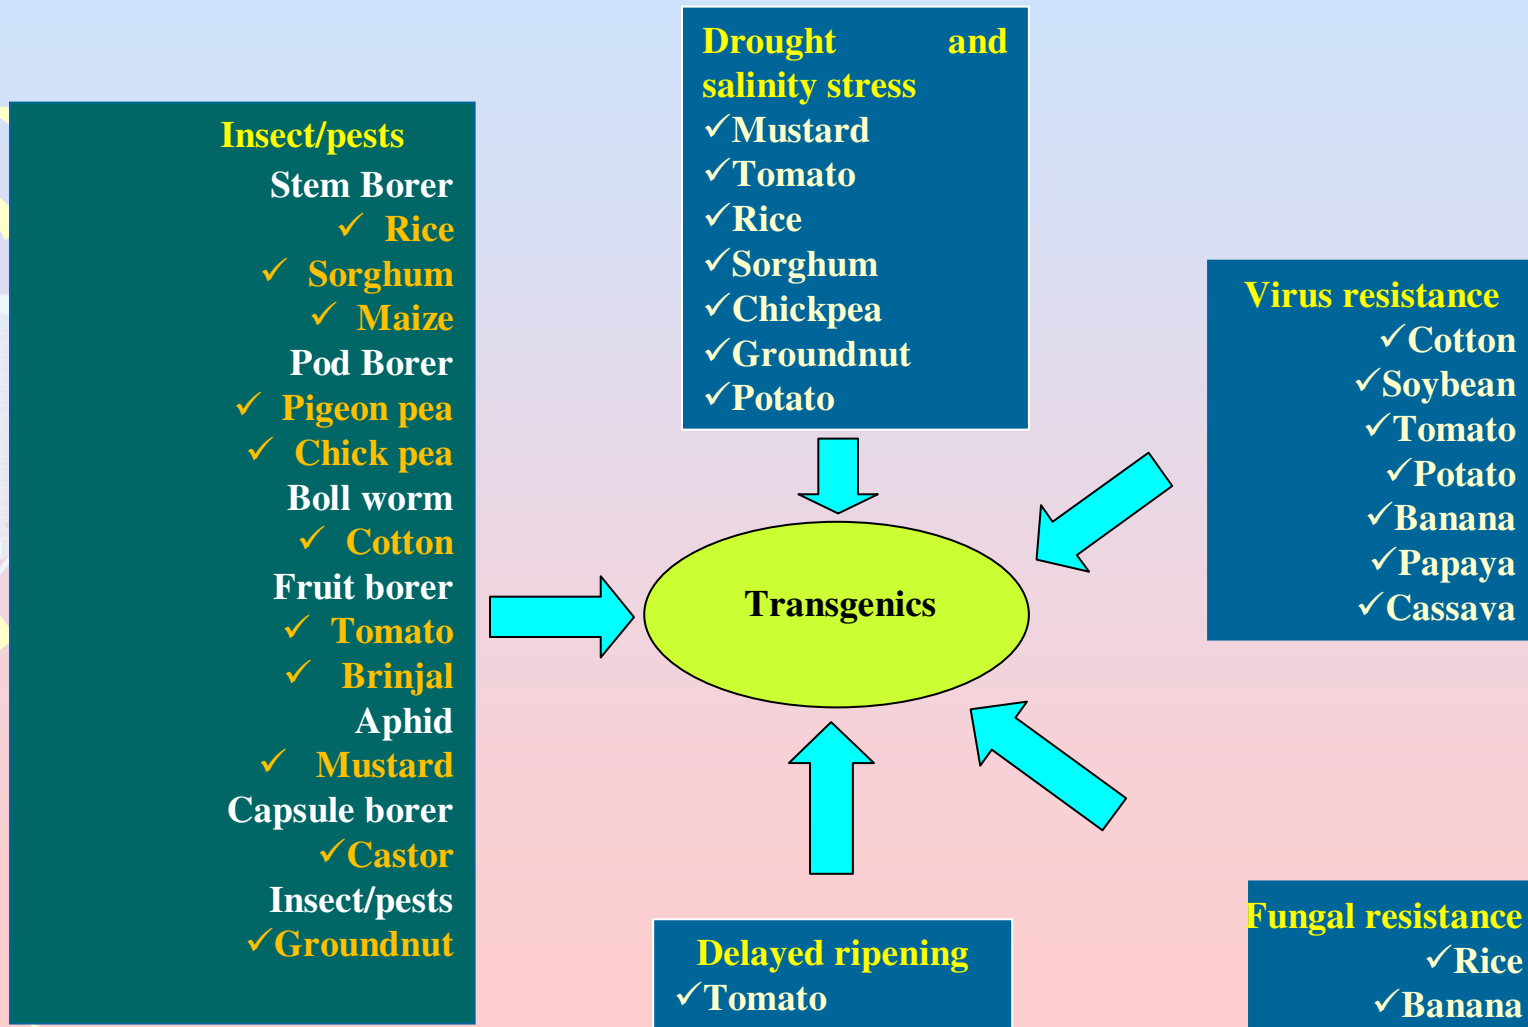 Drought and
salinity stress
✓Mustard
✓Tomato
✓Rice
✓Sorghum
✓Chickpea
✓Groundnut
✓Potato
Insect/pests
Stem Borer
✓ Rice
✓ Sorghum
✓ Maize
Pod Borer
✓ Pigeon pea
✓ Chick pea
Boll worm
✓ Cotton
Fruit borer
✓ Tomato
✓ Brinjal
Aphid
✓ Mustard
Capsule borer
✓Castor
Insect/pests
✓Groundnut
Virus resistance
✓Cotton
✓Soybean
✓Tomato
✓Potato
✓Banana
✓Papaya
✓Cassava
Transgenics
Delayed ripening
✓Tomato
Fungal resistance
✓Rice
✓Banana